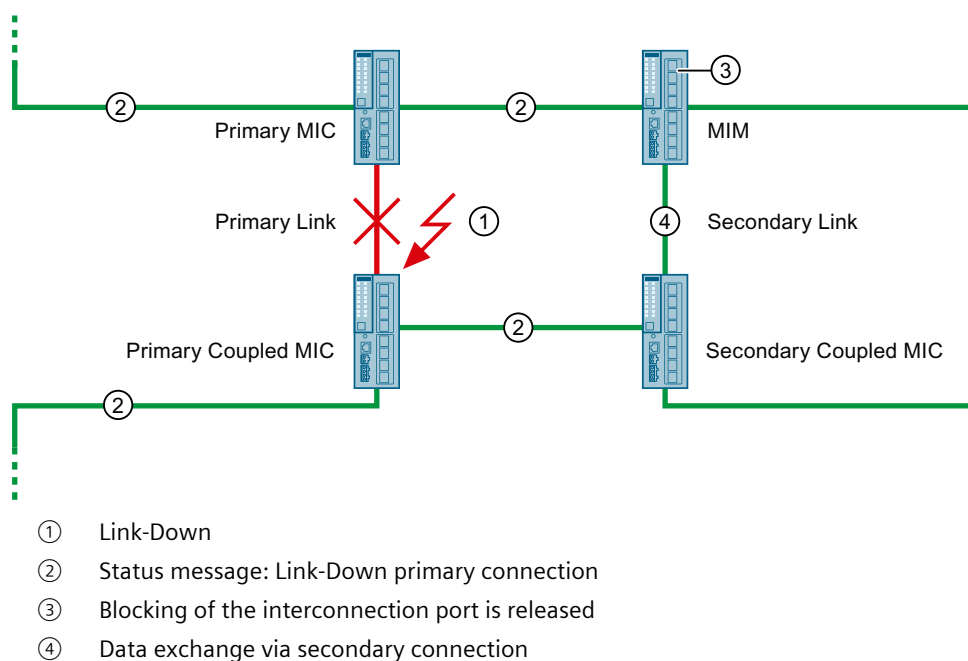 ③
② ②
Primary MIC MIM
Primary Link ① ④ Secondary Link
② 
Primary Coupled MIC Secondary Coupled MIC
②
① Link-Down
② Status message: Link-Down primary connection
③ Blocking of the interconnection port is released
④ Data exchange via secondary connection